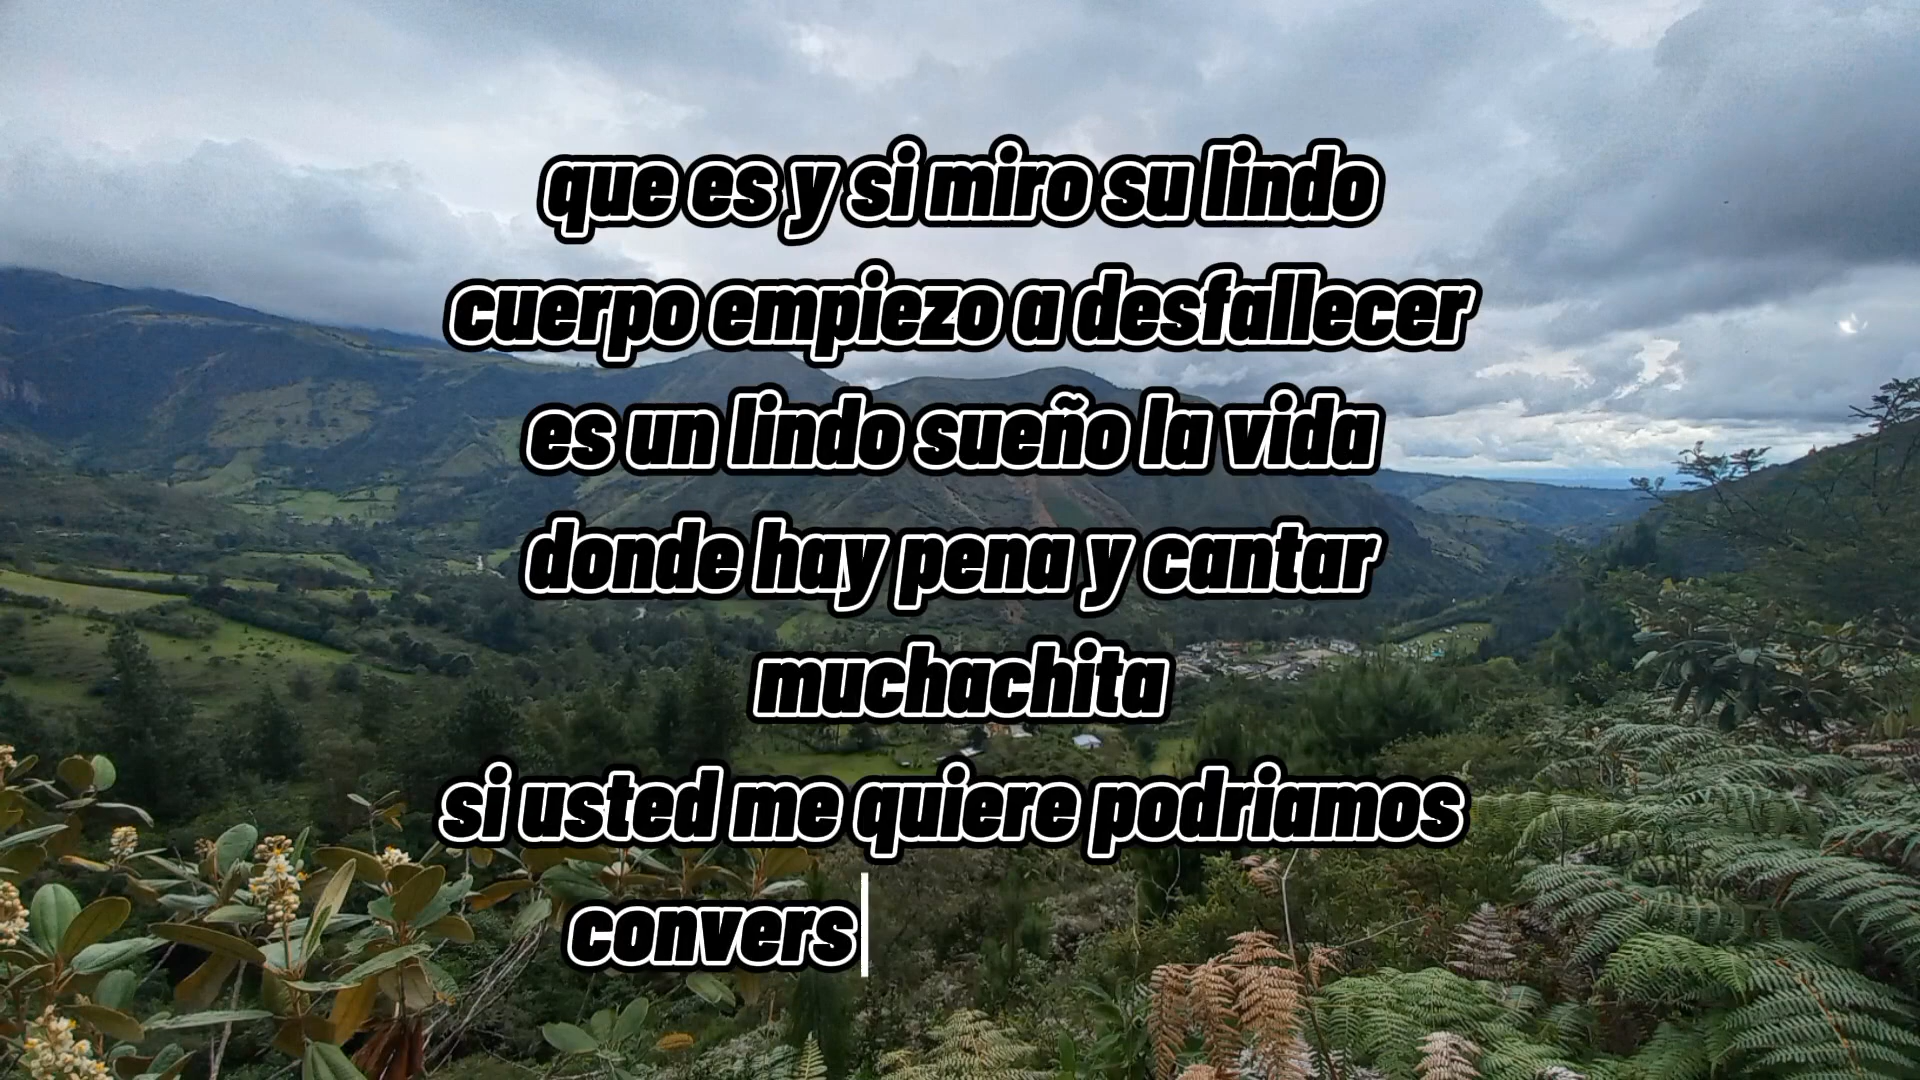 que es y si miro su lindo
cuerpo empiezo a desfallecer
es un lindo sueño la vida
donde hay pena y cantar
muchachita
si usted me quiere podriamos
convers